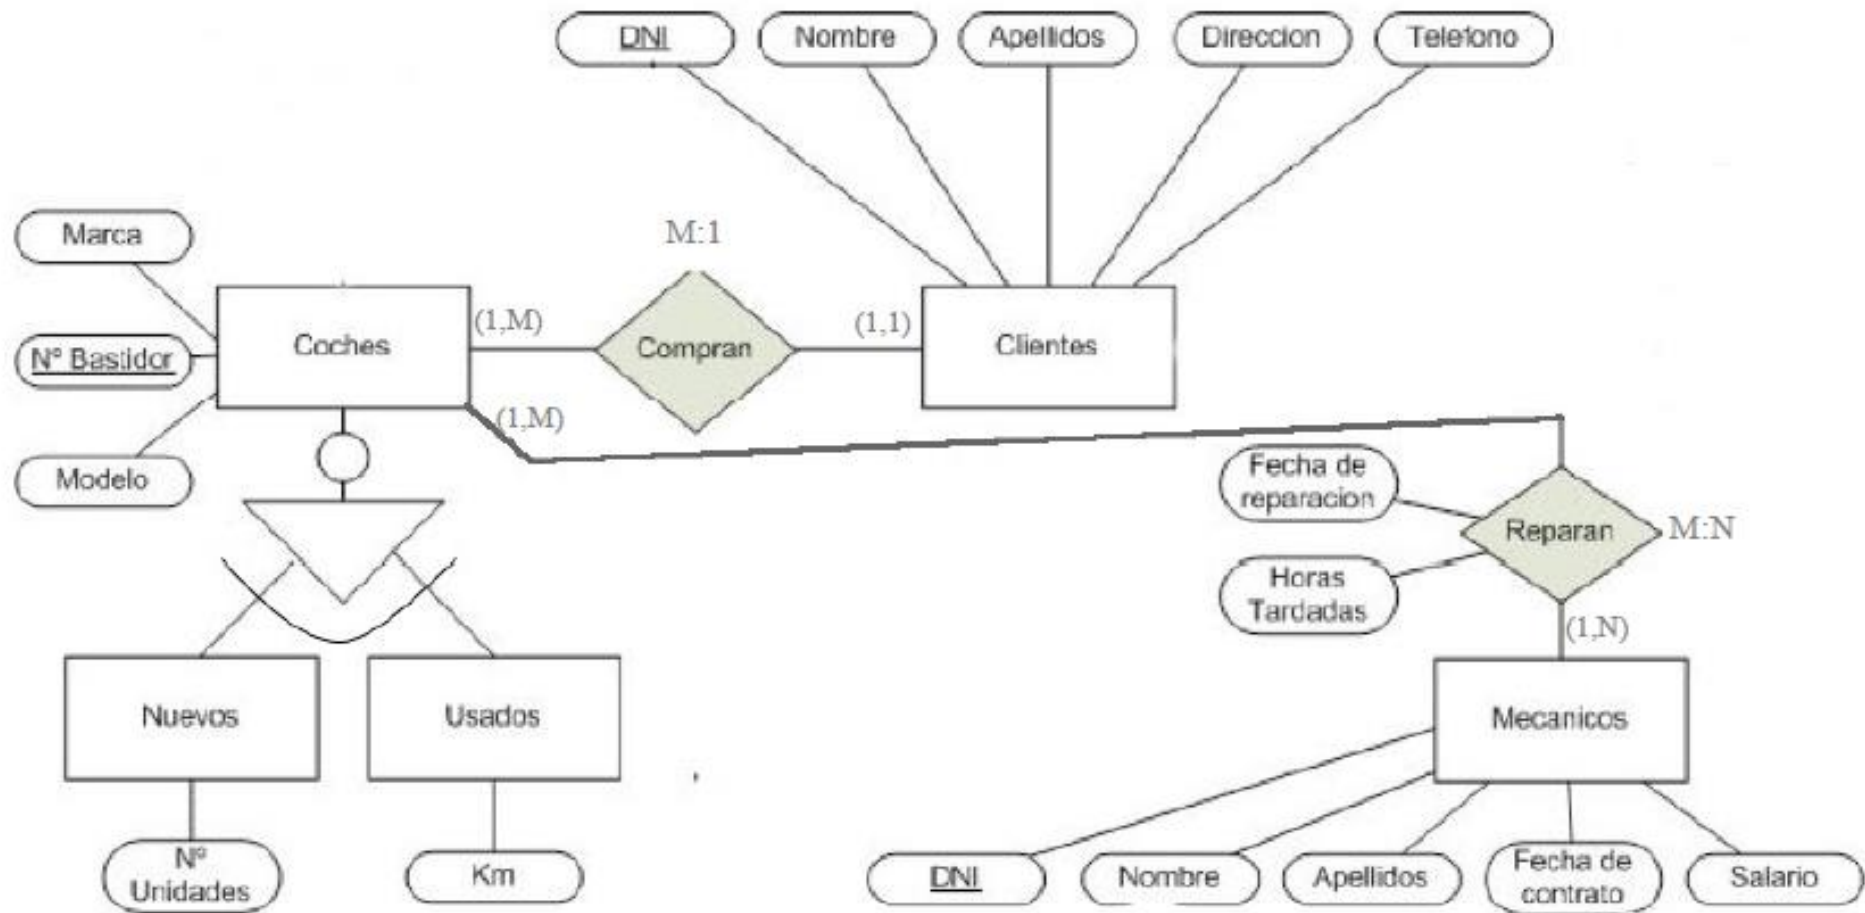 DNI
Nombre
Apellidos
Direccion
Telefono
Marca
M:1
Nº Bastidor
Coches
(1,M)
Compran
(1,1)
Clientes
(1,M)
Modelo
Fecha de
reparacion
Reparan
M:N
Horas
Tardadas
(1,N)
Nuevos
Usados
Mecanicos
Nº
Unidades
Km
DNI
Nombre
Apellidos
Fecha de
contrato
Salario